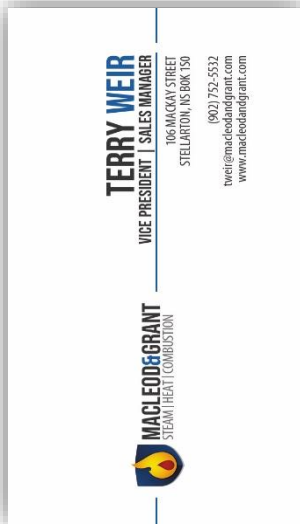 TERRY WEIR
VICE PRESIDENT | SALES MANAGER
106 MACKAY STREET
STELLARTON, NS B0K 1S0
(902) 752-5532
tweir@macleodandgrant.com
www.macleodandgrant.com
MACLEOD&GRANT
STEAM | HEAT | COMBUSTION